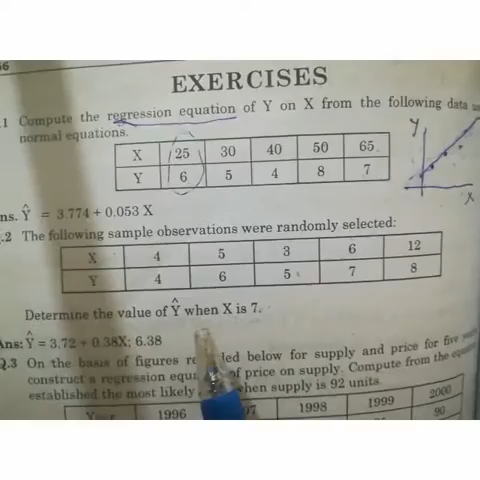 66
EXERCISES
.1 Compute the regression equation of Y on X from the following data
normal equations.
X 25 30 40 50 65
Y 6 5 4 8 7
Y
X
ns. Ŷ = 3.774 + 0.053 X
.2 The following sample observations were randomly selected:
X 4 5 3 6 12
Y 4 6 5 7 8
Determine the value of Ŷ when X is 7.
Ans: Ŷ = 3.72 + 0.38X; 6.38
Q.3 On the basis of figures below for supply and price for five
construct a regression of price on supply. Compute from the
established the most likely when supply is 92 units.
Year 1996 1998 1999 2000
90